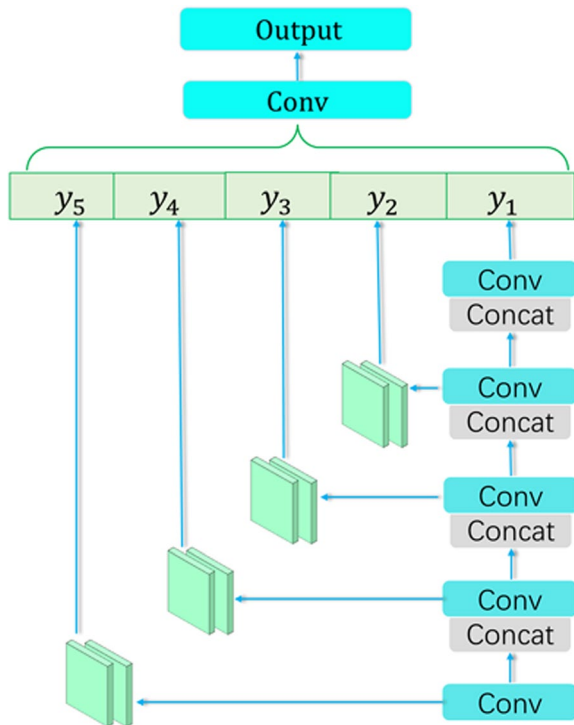 Output
Conv
y₅ y₄ y₃ y₂ y₁
Conv
Concat
Conv
Concat
Conv
Concat
Conv
Concat
Conv